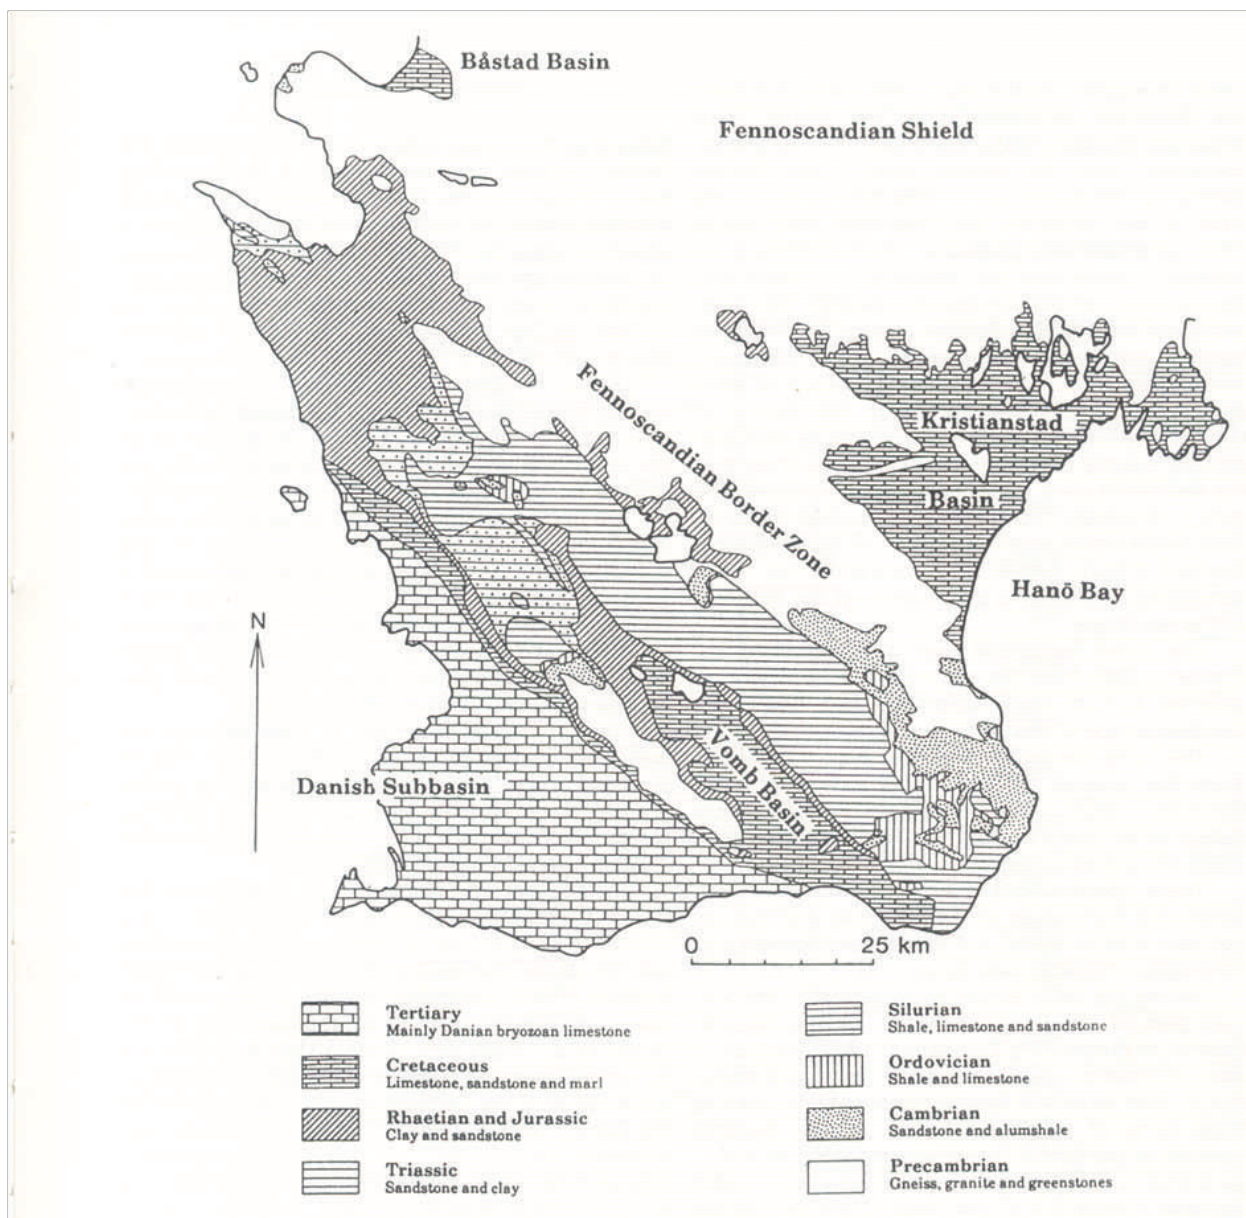 Båstad Basin
Fennoscandian Shield
Fennoscandian Border Zone
Kristianstad
Basin
Hanö Bay
N
Vomb Basin
Danish Subbasin
0 25 km
Tertiary
Mainly Danian bryozoan limestone
Cretaceous
Limestone, sandstone and marl
Rhaetian and Jurassic
Clay and sandstone
Triassic
Sandstone and clay
Silurian
Shale, limestone and sandstone
Ordovician
Shale and limestone
Cambrian
Sandstone and alumshale
Precambrian
Gneiss, granite and greenstones